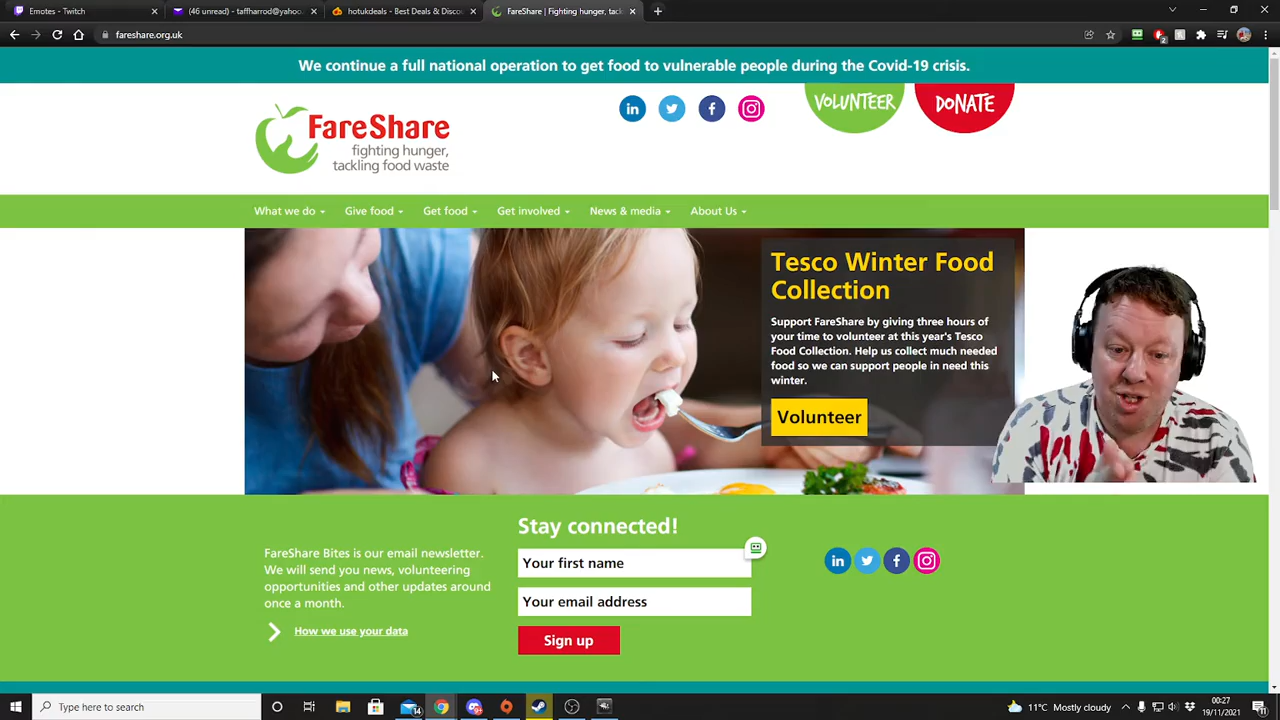 Emotes - Twitch
(46 unread) - taffharrod@yahoo
hotukdeals - Best Deals & Disco
FareShare | Fighting hunger, tack
fareshare.org.uk
2
We continue a full national operation to get food to vulnerable people during the Covid-19 crisis.
FareShare
fighting hunger,
tackling food waste
in
f
VOLUNTEER
DONATE
What we do
Give food
Get food
Get involved
News & media
About Us
Tesco Winter Food
Collection
Support FareShare by giving three hours of
your time to volunteer at this year's Tesco
Food Collection. Help us collect much needed
food so we can support people in need this
winter.
Volunteer
Stay connected!
FareShare Bites is our email newsletter.
We will send you news, volunteering
opportunities and other updates around
once a month.
How we use your data
Your first name
Your email address
Sign up
in
f
Type here to search
14
11°C Mostly cloudy
00:27
19/11/2021